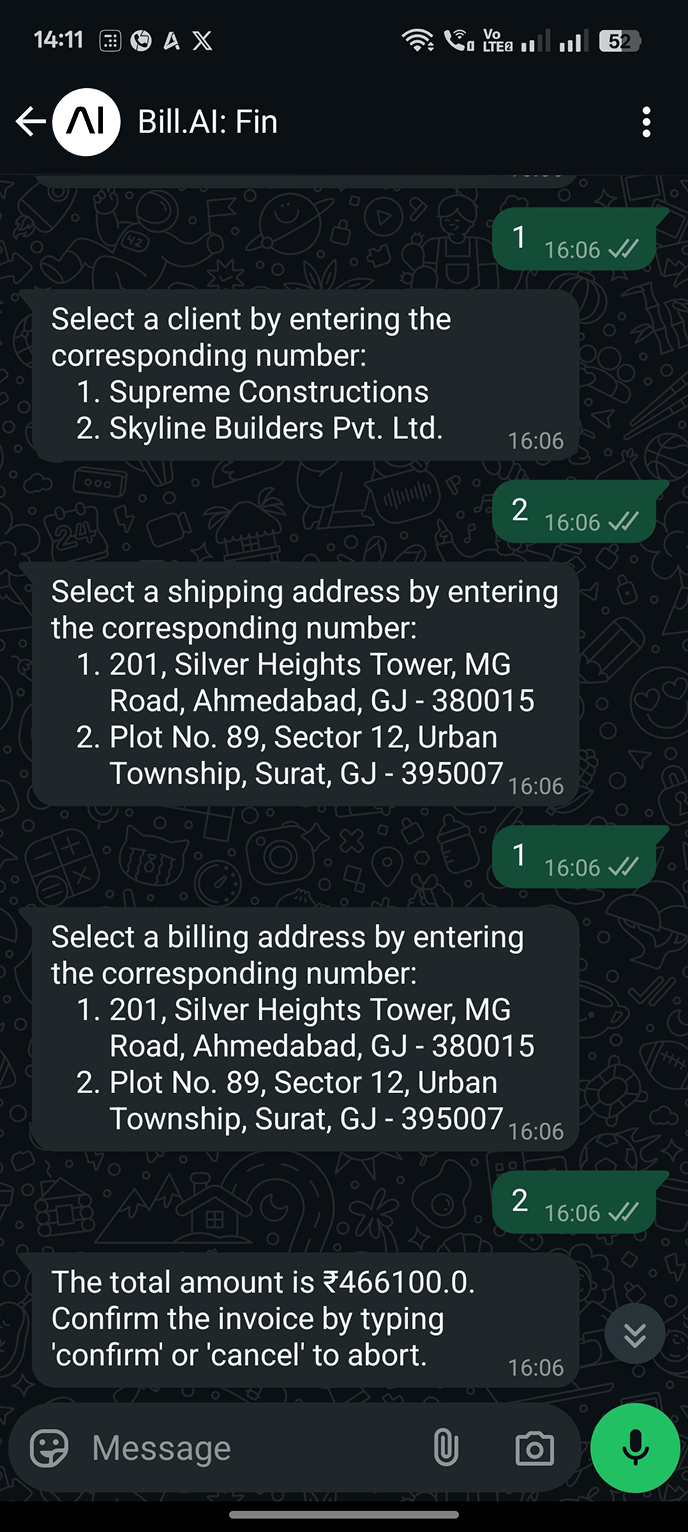 14:11
Vo
LTE2
52
AI
Bill.AI: Fin
1 16:06
Select a client by entering the
corresponding number:
1. Supreme Constructions
2. Skyline Builders Pvt. Ltd.
16:06
2 16:06
Select a shipping address by entering
the corresponding number:
1. 201, Silver Heights Tower, MG
Road, Ahmedabad, GJ - 380015
2. Plot No. 89, Sector 12, Urban
Township, Surat, GJ - 395007
16:06
1 16:06
Select a billing address by entering
the corresponding number:
1. 201, Silver Heights Tower, MG
Road, Ahmedabad, GJ - 380015
2. Plot No. 89, Sector 12, Urban
Township, Surat, GJ - 395007
16:06
2 16:06
The total amount is ₹466100.0.
Confirm the invoice by typing
'confirm' or 'cancel' to abort.
16:06
Message